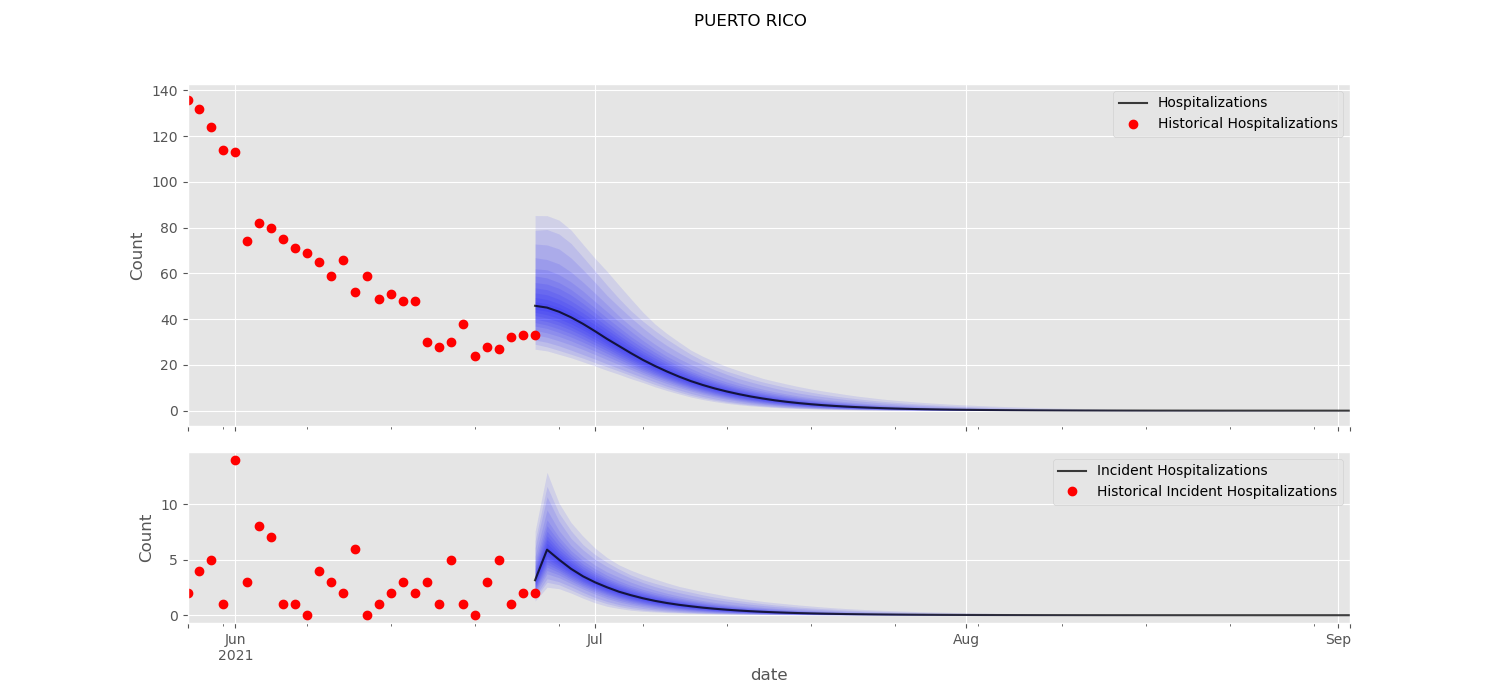 PUERTO RICO
140
120
100
80
60
40
20
0
Count
Hospitalizations
Historical Hospitalizations
10
5
0
Count
Incident Hospitalizations
Historical Incident Hospitalizations
Jun
2021
Jul
Aug
Sep
date